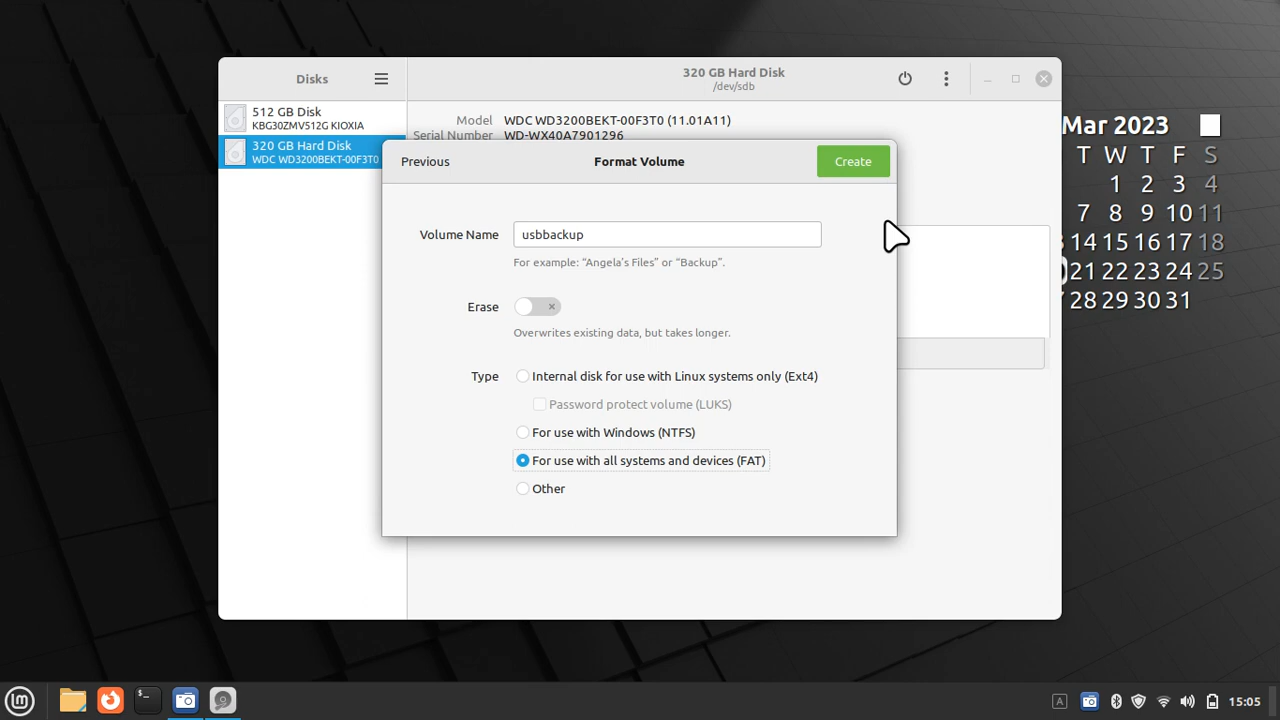 Disks
320 GB Hard Disk
/dev/sdb
512 GB Disk
KBG30ZMV512G KIOXIA
320 GB Hard Disk
WDC WD3200BEKT-00F3T0
Model WDC WD3200BEKT-00F3T0 (11.01A11)
Serial Number WD-WX40A7901296
Previous
Format Volume
Create
Volume Name usbbackup
For example: “Angela’s Files” or “Backup”.
Erase
Overwrites existing data, but takes longer.
Type Internal disk for use with Linux systems only (Ext4)
Password protect volume (LUKS)
For use with Windows (NTFS)
For use with all systems and devices (FAT)
Other
Mar 2023
T W T F S
1 2 3 4
7 8 9 10 11
14 15 16 17 18
21 22 23 24 25
28 29 30 31
lm
$_
A
15:05